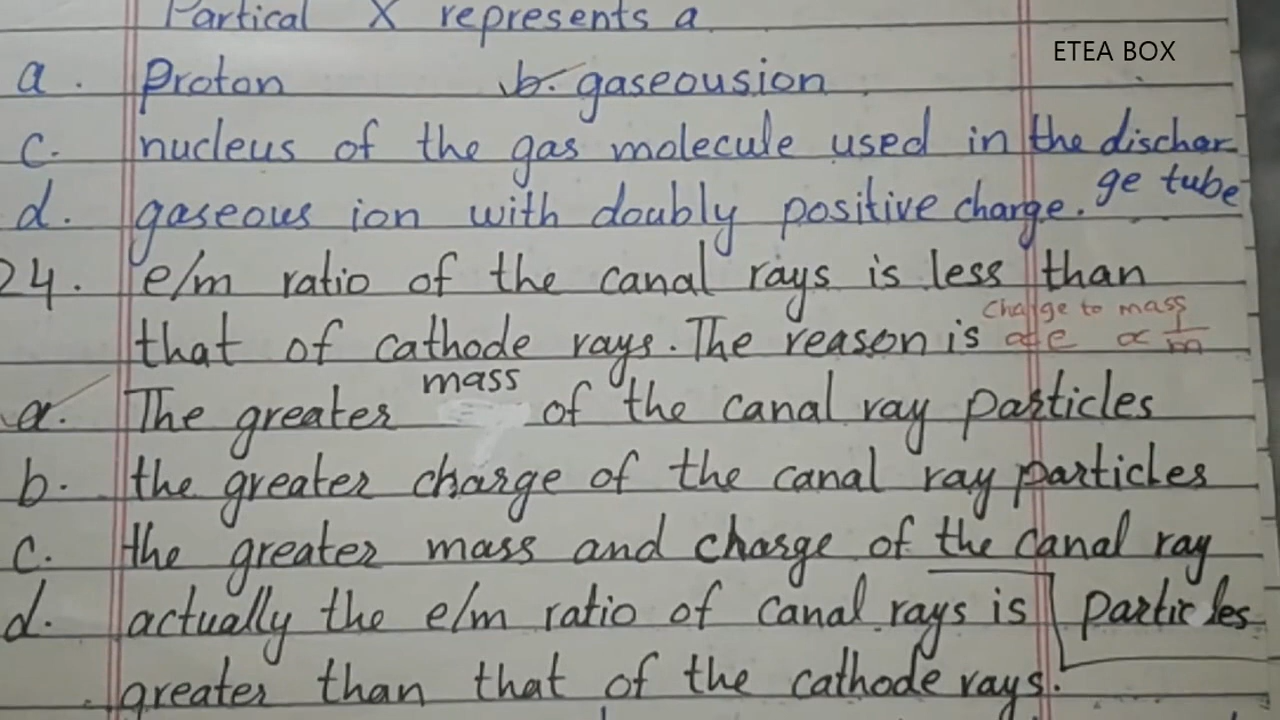 Partical X represents a
ETEA BOX
a. Proton b. gaseousion
c. nucleus of the gas molecule used in the dischar
ge tube
d. gaseous ion with doubly positive charge.
24. e/m ratio of the canal rays is less than
charge to mass
that of cathode rays. The reason is ∝ e ∝ 1/m
mass
a. The greater of the canal ray particles
b. the greater charge of the canal ray particles
c. the greater mass and charge of the canal ray
particles
d. actually the e/m ratio of canal rays is
greater than that of the cathode rays.